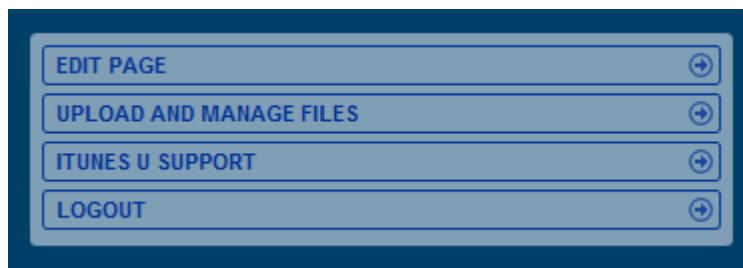 EDIT PAGE
UPLOAD AND MANAGE FILES
ITUNES U SUPPORT
LOGOUT